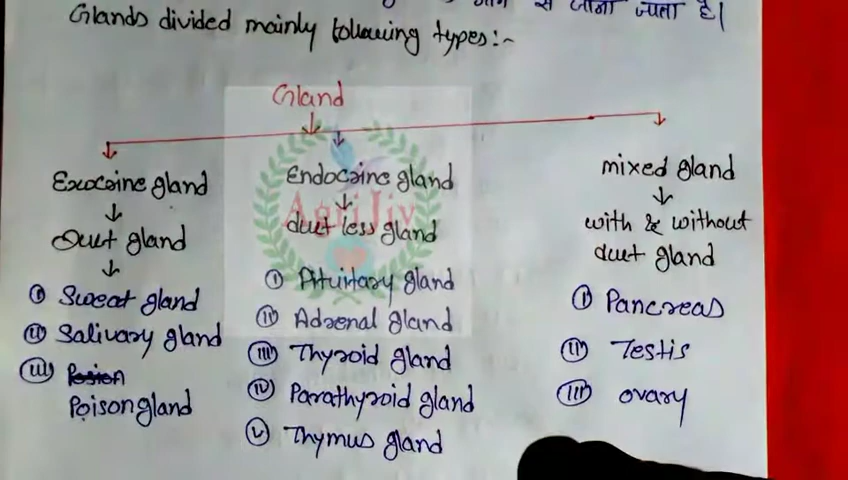 से जाना जाता है।
Glands divided mainly following types:~
Gland
Exocrine gland
Duct gland
(i) Sweat gland
(ii) Salivary gland
(iii) Posion
Poison gland
Endocrine gland
duct less gland
(i) Pituitary gland
(ii) Adrenal gland
(iii) Thyroid gland
(iv) Parathyroid gland
(v) Thymus gland
mixed gland
with & without
duct gland
(i) Pancreas
(ii) Testis
(iii) ovary
AgriJiv